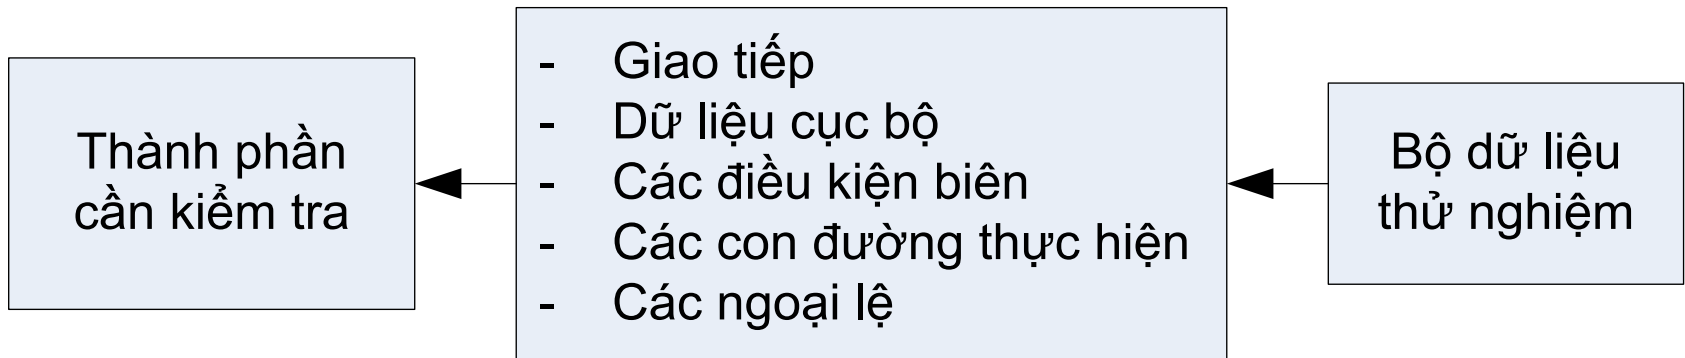 Thành phần
cần kiểm tra
- Giao tiếp
- Dữ liệu cục bộ
- Các điều kiện biên
- Các con đường thực hiện
- Các ngoại lệ
Bộ dữ liệu
thử nghiệm